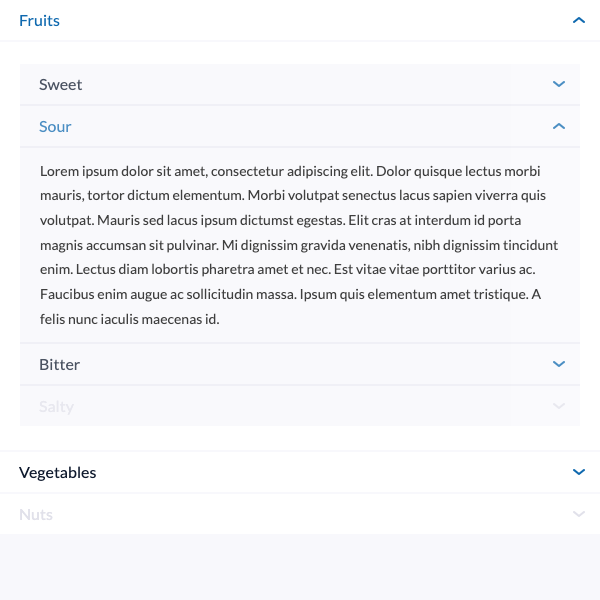 Fruits
Sweet
Sour
Lorem ipsum dolor sit amet, consectetur adipiscing elit. Dolor quisque lectus morbi
mauris, tortor dictum elementum. Morbi volutpat senectus lacus sapien viverra quis
volutpat. Mauris sed lacus ipsum dictumst egestas. Elit cras at interdum id porta
magnis accumsan sit pulvinar. Mi dignissim gravida venenatis, nibh dignissim tincidunt
enim. Lectus diam lobortis pharetra amet et nec. Est vitae vitae porttitor varius ac.
Faucibus enim augue ac sollicitudin massa. Ipsum quis elementum amet tristique. A
felis nunc iaculis maecenas id.
Bitter
Salty
Vegetables
Nuts